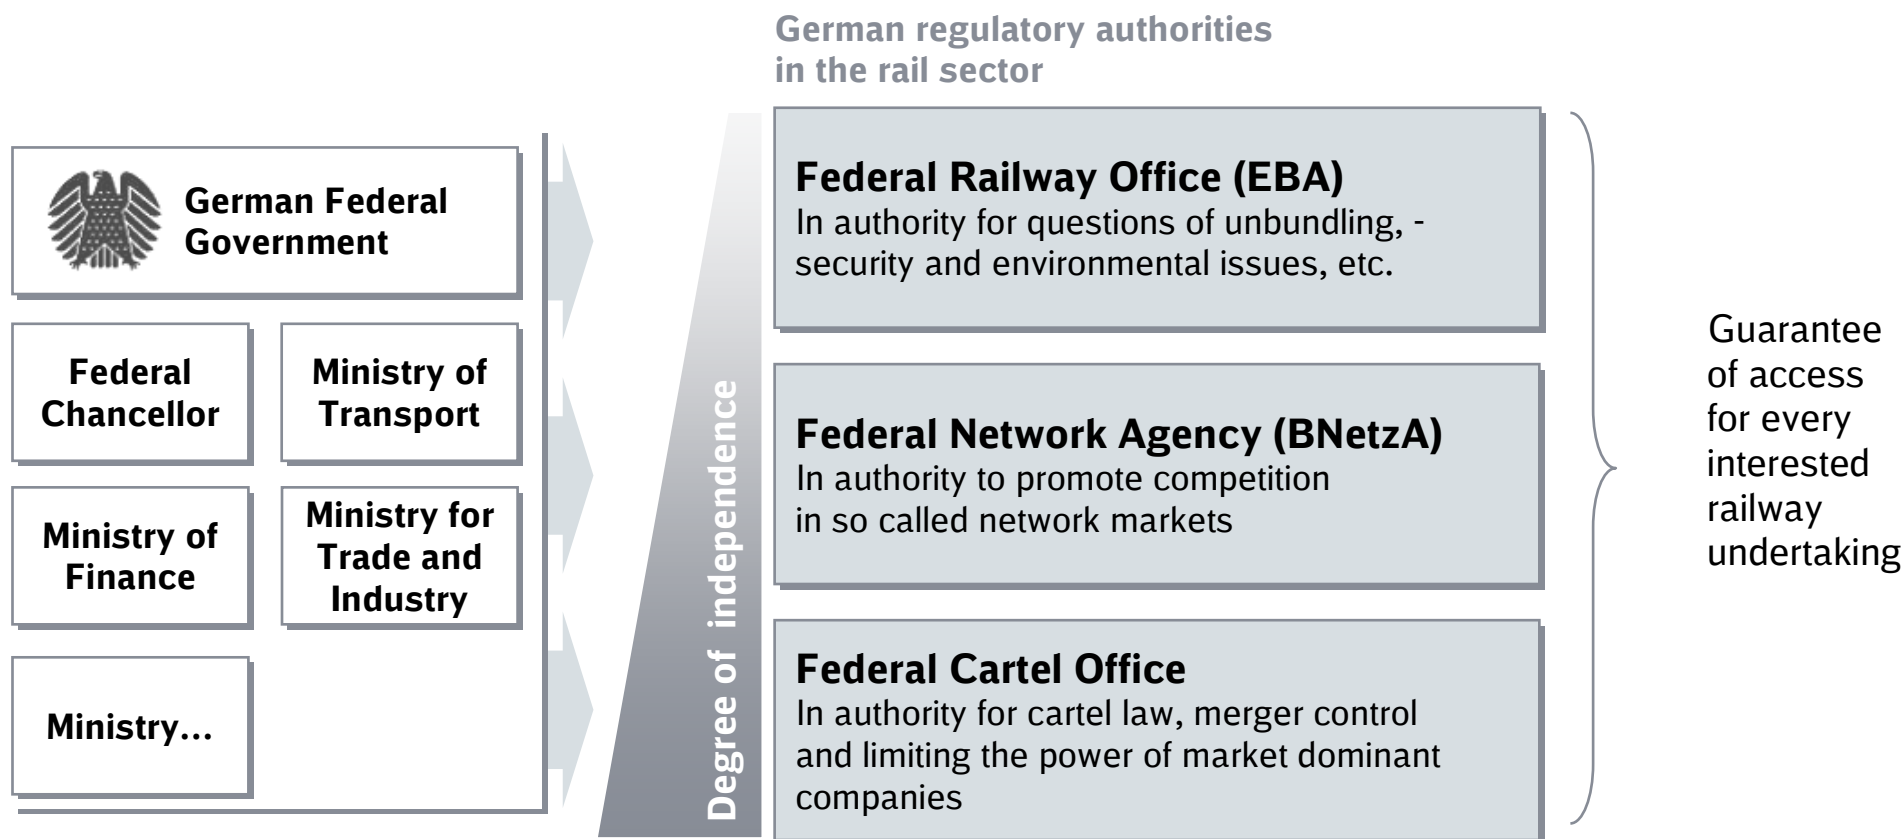 German regulatory authorities
in the rail sector
German Federal
Government
Federal
Chancellor
Ministry of
Transport
Ministry of
Finance
Ministry for
Trade and
Industry
Ministry...
Degree of independence
Federal Railway Office (EBA)
In authority for questions of unbundling, -
security and environmental issues, etc.
Federal Network Agency (BNetzA)
In authority to promote competition
in so called network markets
Federal Cartel Office
In authority for cartel law, merger control
and limiting the power of market dominant
companies
Guarantee
of access
for every
interested
railway
undertaking